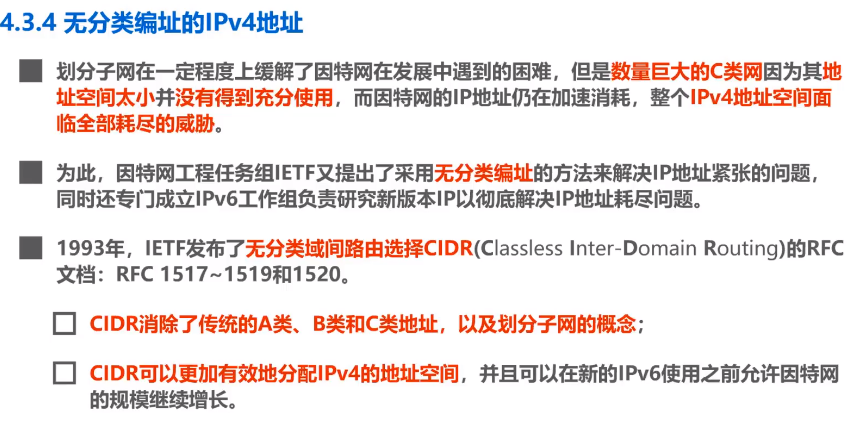 4.3.4 无分类编址的IPv4地址
划分子网在一定程度上缓解了因特网在发展中遇到的困难，但是数量巨大的C类网因为其地
址空间太小并没有得到充分使用，而因特网的IP地址仍在加速消耗，整个IPv4地址空间面
临全部耗尽的威胁。
为此，因特网工程任务组IETF又提出了采用无分类编址的方法来解决IP地址紧张的问题，
同时还专门成立IPv6工作组负责研究新版本IP以彻底解决IP地址耗尽问题。
1993年，IETF发布了无分类域间路由选择CIDR(Classless Inter-Domain Routing)的RFC
文档：RFC 1517~1519和1520。
CIDR消除了传统的A类、B类和C类地址，以及划分子网的概念；
CIDR可以更加有效地分配IPv4的地址空间，并且可以在新的IPv6使用之前允许因特网
的规模继续增长。